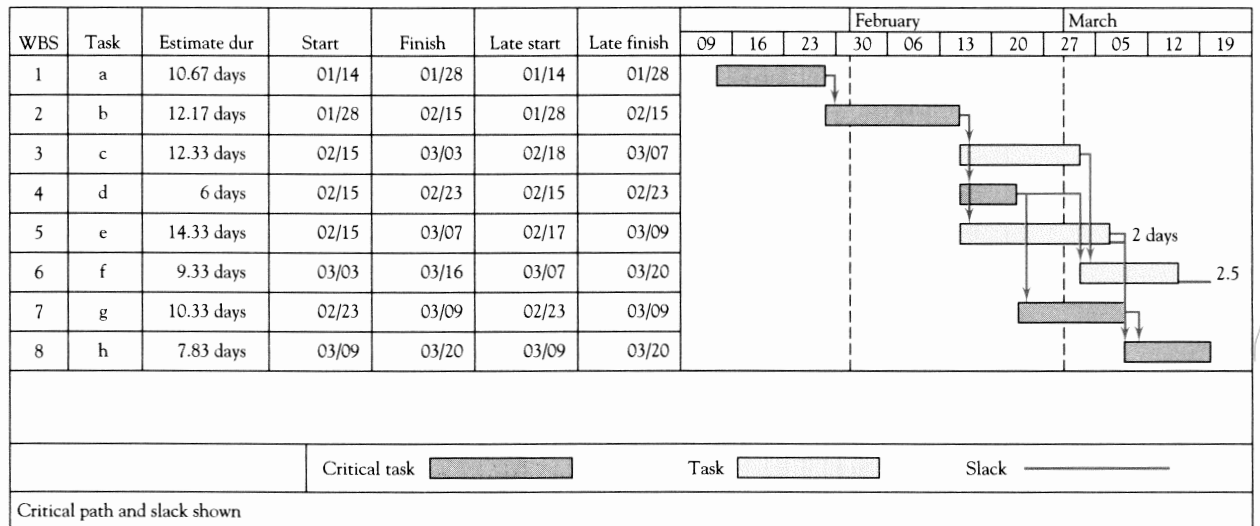 February March
WBS Task Estimate dur Start Finish Late start Late finish 09 16 23 30 06 13 20 27 05 12 19
1 a 10.67 days 01/14 01/28 01/14 01/28
2 b 12.17 days 01/28 02/15 01/28 02/15
3 c 12.33 days 02/15 03/03 02/18 03/07
4 d 6 days 02/15 02/23 02/15 02/23
5 e 14.33 days 02/15 03/07 02/17 03/09 2 days
6 f 9.33 days 03/03 03/16 03/07 03/20 2.5
7 g 10.33 days 02/23 03/09 02/23 03/09
8 h 7.83 days 03/09 03/20 03/09 03/20
Critical task Task Slack
Critical path and slack shown